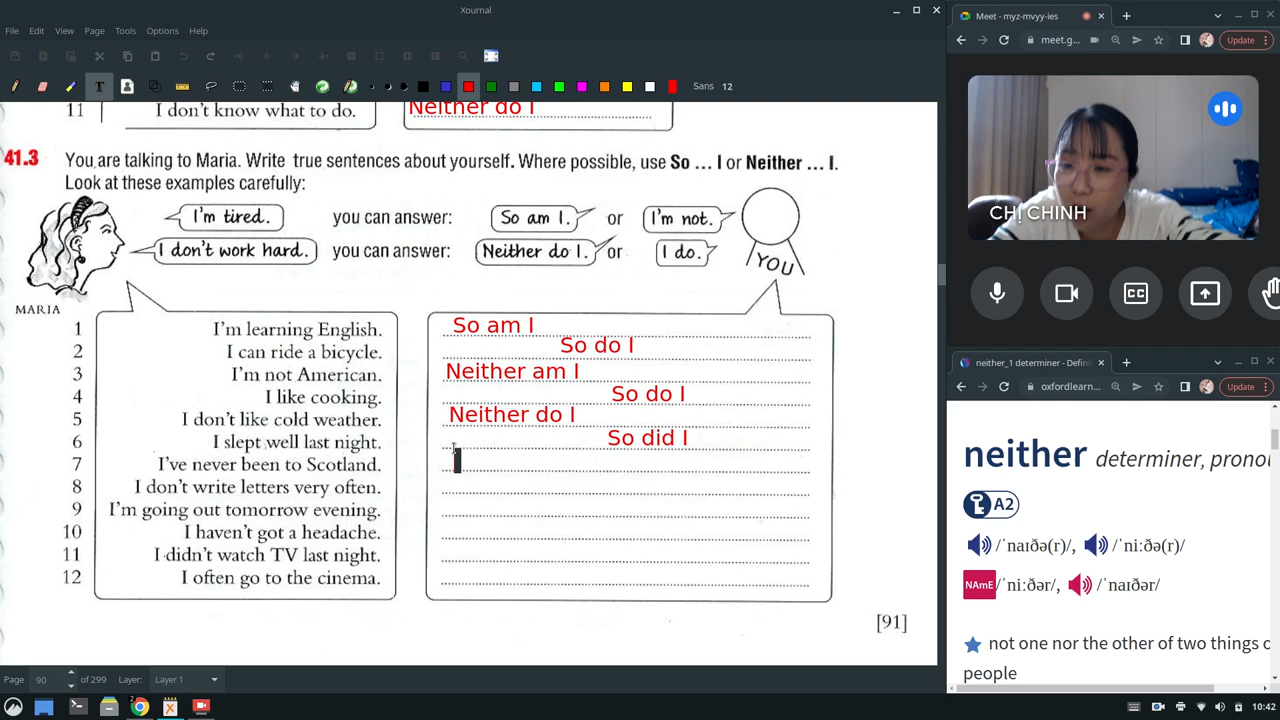 Xournal
File Edit View Page Tools Options Help
Sans 12
11 I don't know what to do. Neither do I
41.3 You are talking to Maria. Write true sentences about yourself. Where possible, use So ... I or Neither ... I.
Look at these examples carefully:
I'm tired. you can answer: So am I. or I'm not.
I don't work hard. you can answer: Neither do I. or I do.
YOU
MARIA
1 I'm learning English. So am I
2 I can ride a bicycle. So do I
3 I'm not American. Neither am I
4 I like cooking. So do I
5 I don't like cold weather. Neither do I
6 I slept well last night. So did I
7 I've never been to Scotland.
8 I don't write letters very often.
9 I'm going out tomorrow evening.
10 I haven't got a headache.
11 I didn't watch TV last night.
12 I often go to the cinema.
[91]
Page 90 of 299 Layer: Layer 1
Meet - myz-mvyy-ies
meet.g... Update
CHỊ CHINH
neither_1 determiner - Defini
oxfordlearn... Update
neither determiner, pronou
A2
/ˈnaɪðə(r)/, /ˈniːðə(r)/
NAmE /ˈniːðər/, /ˈnaɪðər/
not one nor the other of two things o
people
2
10:42